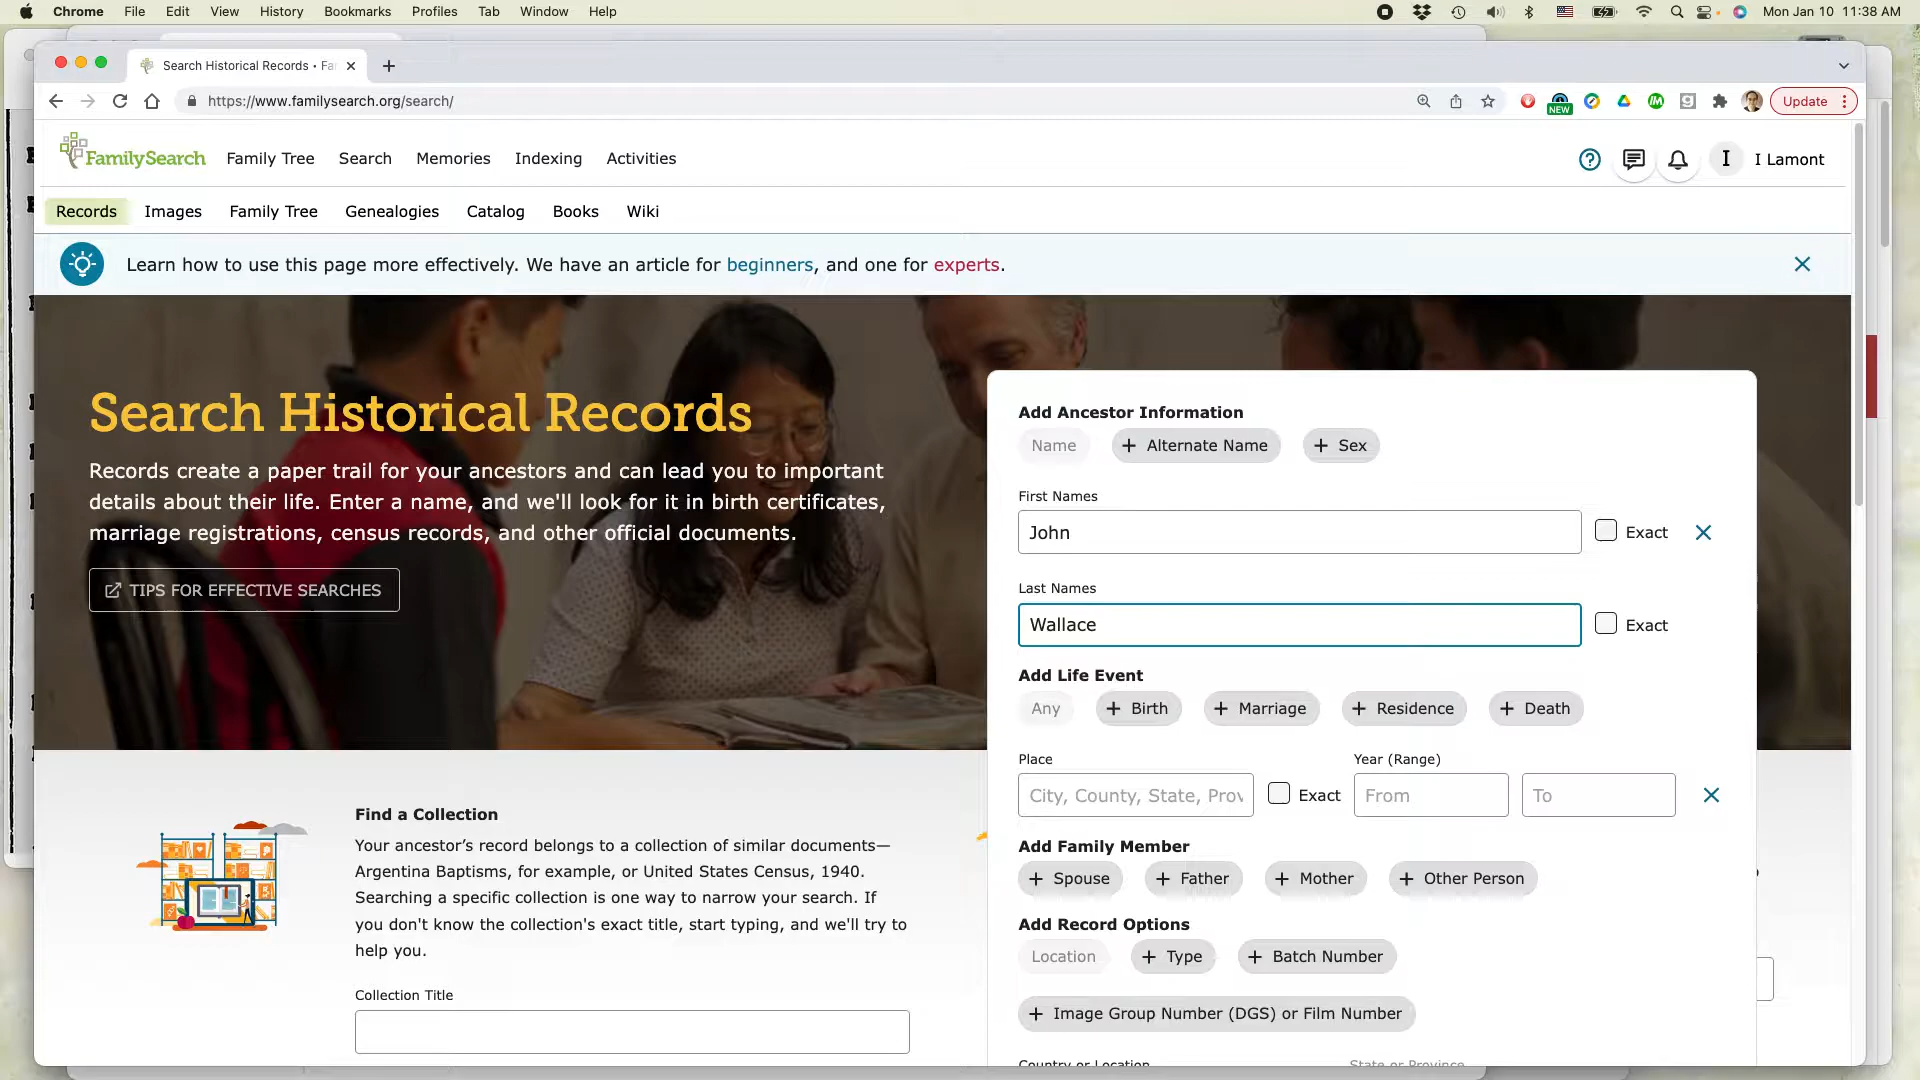 Chrome File Edit View History Bookmarks Profiles Tab Window Help Mon Jan 10 11:38 AM
Search Historical Records • Fa
https://www.familysearch.org/search/
NEW
Update
FamilySearch Family Tree Search Memories Indexing Activities
I I Lamont
Records Images Family Tree Genealogies Catalog Books Wiki
Learn how to use this page more effectively. We have an article for beginners, and one for experts.
Search Historical Records
Records create a paper trail for your ancestors and can lead you to important
details about their life. Enter a name, and we'll look for it in birth certificates,
marriage registrations, census records, and other official documents.
TIPS FOR EFFECTIVE SEARCHES
Add Ancestor Information
Name + Alternate Name + Sex
First Names
John Exact
Last Names
Wallace Exact
Add Life Event
Any + Birth + Marriage + Residence + Death
Place Year (Range)
City, County, State, Prov Exact From To
Add Family Member
+ Spouse + Father + Mother + Other Person
Add Record Options
Location + Type + Batch Number
+ Image Group Number (DGS) or Film Number
Country or Location State or Province
Find a Collection
Your ancestor’s record belongs to a collection of similar documents—
Argentina Baptisms, for example, or United States Census, 1940.
Searching a specific collection is one way to narrow your search. If
you don't know the collection's exact title, start typing, and we'll try to
help you.
Collection Title